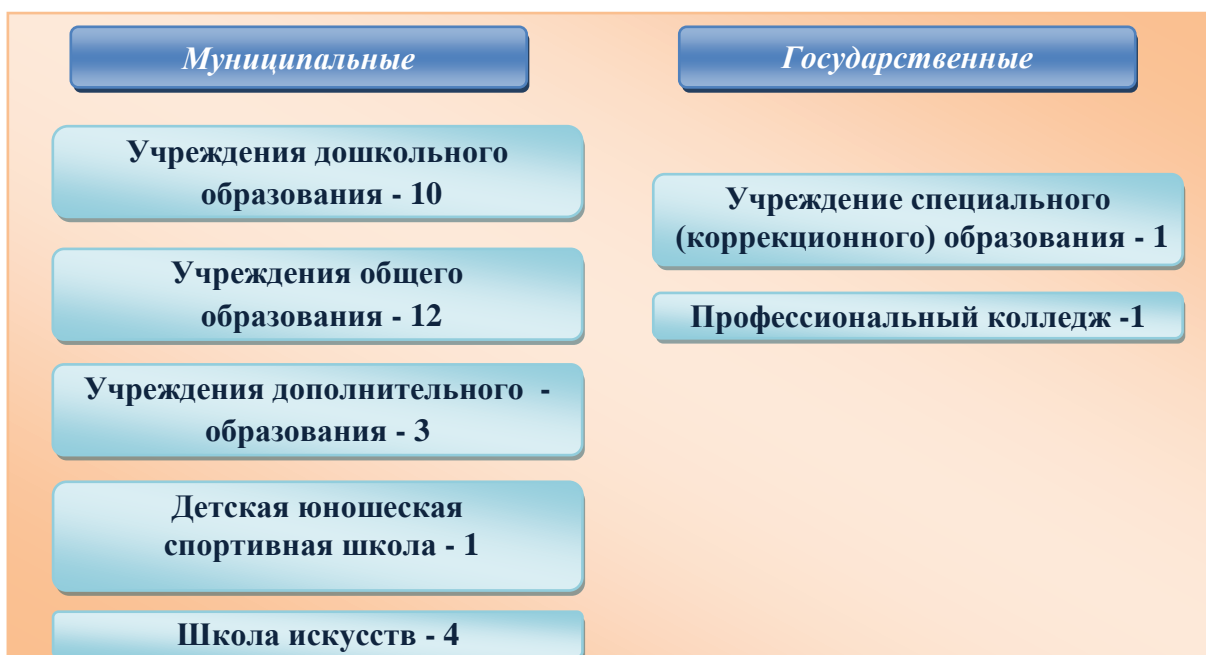 Муниципальные
Учреждения дошкольного
образования - 10
Учреждения общего
образования - 12
Учреждения дополнительного -
образования - 3
Детская юношеская
спортивная школа - 1
Школа искусств - 4
Государственные
Учреждение специального
(коррекционного) образования - 1
Профессиональный колледж -1